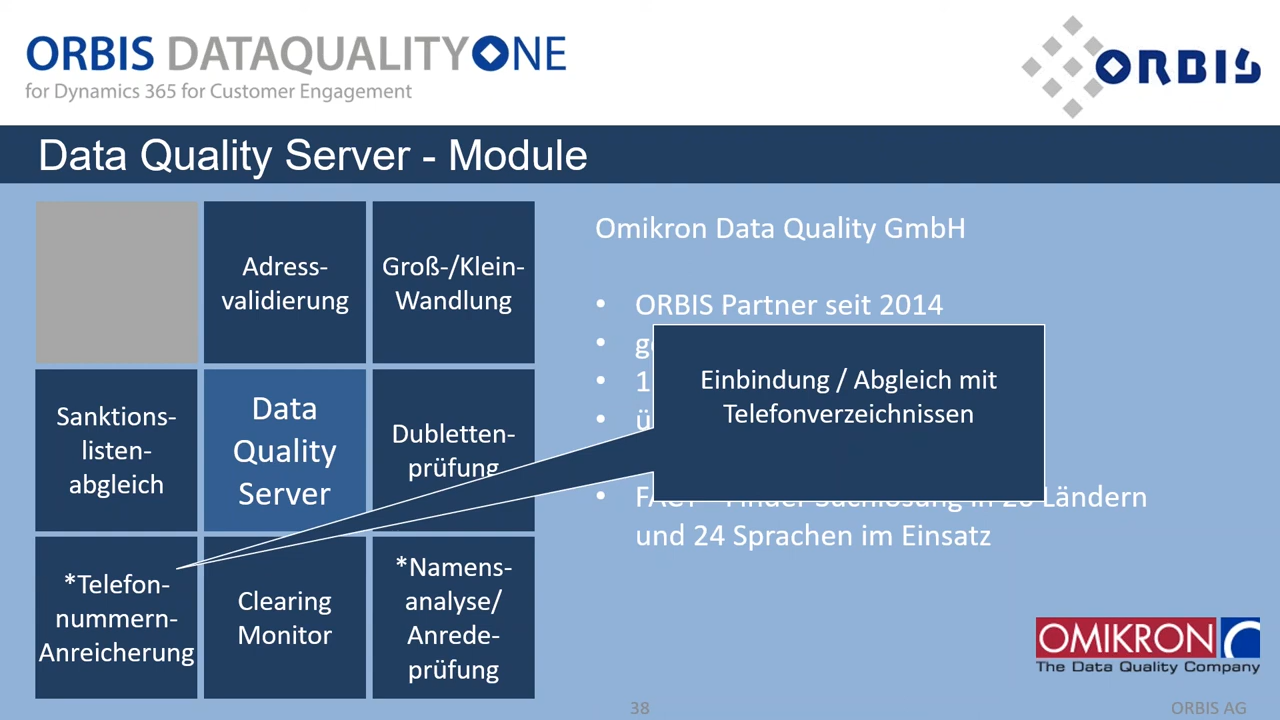 ORBIS DATAQUALITYONE
for Dynamics 365 for Customer Engagement
ORBIS
Data Quality Server - Module
Adress-
validierung
Groß-/Klein-
Wandlung
Sanktions-
listen-
abgleich
Data
Quality
Server
Dubletten-
prüfung
*Telefon-
nummern-
Anreicherung
Clearing
Monitor
*Namens-
analyse/
Anrede-
prüfung
Omikron Data Quality GmbH
• ORBIS Partner seit 2014
•
•
•
Einbindung / Abgleich mit
Telefonverzeichnissen
• Ländern
und 24 Sprachen im Einsatz
OMIKRON
The Data Quality Company
38
ORBIS AG